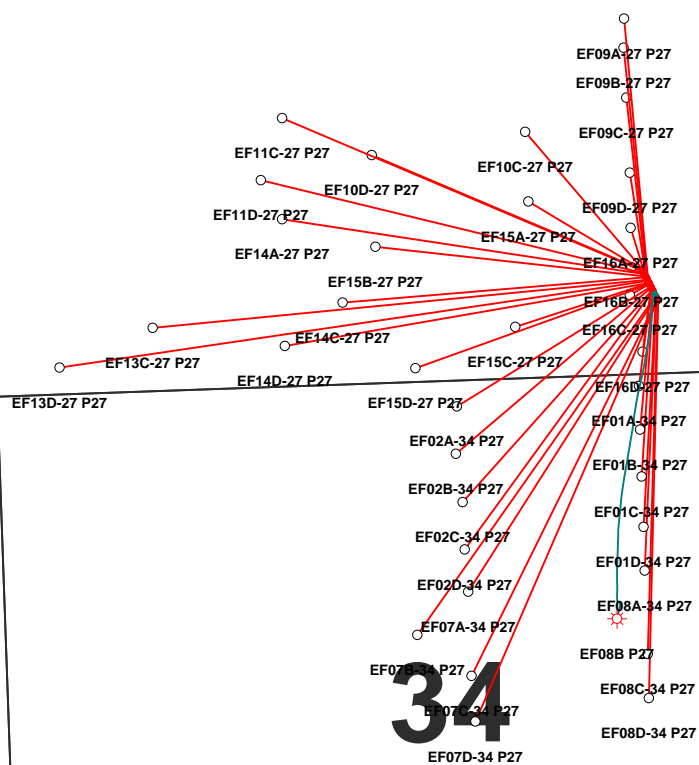 EF09A-27 P27
EF09B-27 P27
EF09C-27 P27
EF11C-27 P27
EF10C-27 P27
EF10D-27 P27
EF09D-27 P27
EF11D-27 P27
EF15A-27 P27
EF14A-27 P27
EF16A-27 P27
EF15B-27 P27
EF16B-27 P27
EF16C-27 P27
EF14C-27 P27
EF13C-27 P27
EF15C-27 P27
EF14D-27 P27
EF16D-27 P27
EF13D-27 P27
EF15D-27 P27
EF01A-34 P27
EF02A-34 P27
EF01B-34 P27
EF02B-34 P27
EF01C-34 P27
EF02C-34 P27
EF01D-34 P27
EF02D-34 P27
EF08A-34 P27
EF07A-34 P27
EF08B P27
EF07B-34 P27
EF08C-34 P27
34
EF07C-34 P27
EF08D-34 P27
EF07D-34 P27